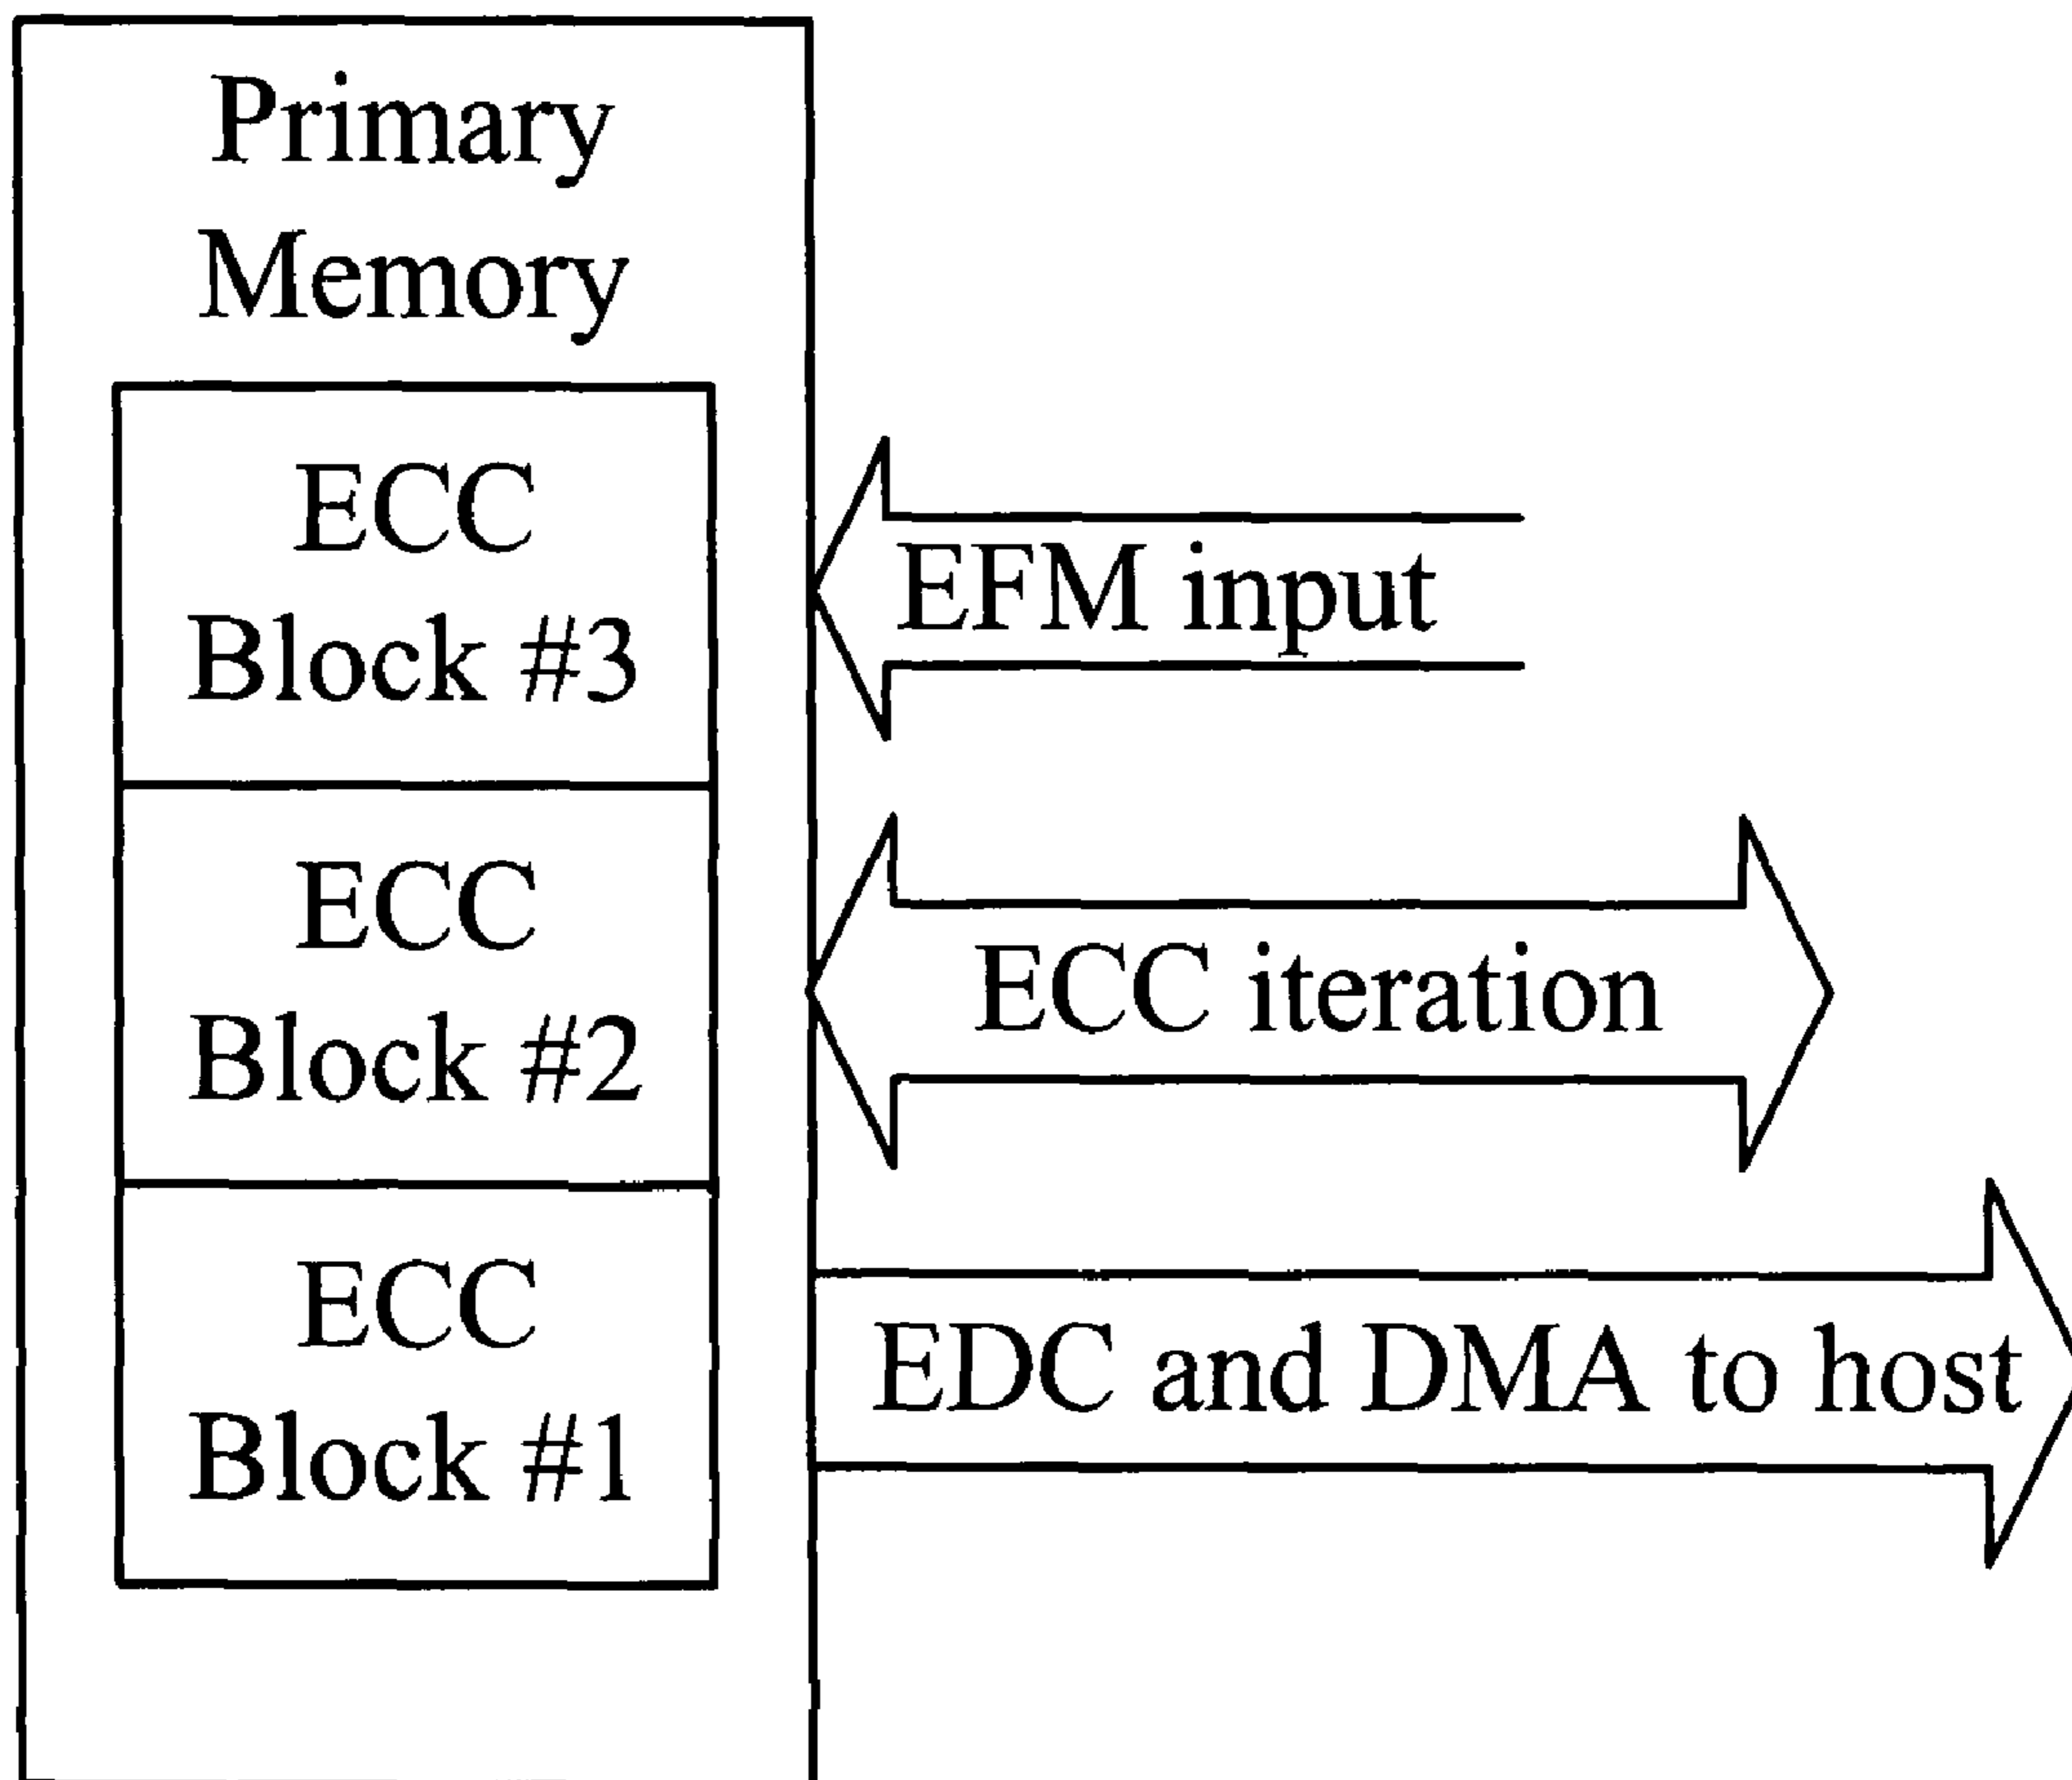 Primary
Memory
ECC
Block #3
EFM input
ECC
Block #2
ECC iteration
ECC
Block #1
EDC and DMA to host